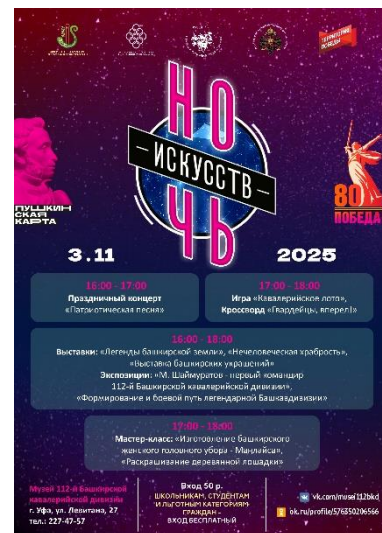 ТЕРРИТОРИЯ
ПОБЕДЫ
НО
ИСКУССТВ
ЧЬ
ПУШКИН
СКАЯ
КАРТА
80
ПОБЕДА!
3.11
2025
16:00 - 17:00
Праздничный концерт
«Патриотическая песня»
17:00 - 18:00
Игра «Кавалерийское лото»,
Кроссворд «Гвардейцы, вперед!»
16:00 - 18:00
Выставки: «Легенды башкирской земли», «Нечеловеческая храбрость»,
«Выставка башкирских украшений»
Экспозиции: «М. Шаймуратов - первый командир
112-й Башкирской кавалерийской дивизии»,
«Формирование и боевой путь легендарной Башкавдивизии»
17:00 - 18:00
Мастер-класс: «Изготовление башкирского
женского головного убора - Манлайса»,
«Раскрашивание деревянной лошадки»
Музей 112-й Башкирской
кавалерийской дивизии
г. Уфа, ул. Левитана, 27
тел.: 227-47-57
Вход 50 р.
ШКОЛЬНИКАМ, СТУДЕНТАМ
И ЛЬГОТНЫМ КАТЕГОРИЯМ
ГРАЖДАН -
ВХОД БЕСПЛАТНЫЙ
vk.com/musei112bkd
ok.ru/profile/576350206566